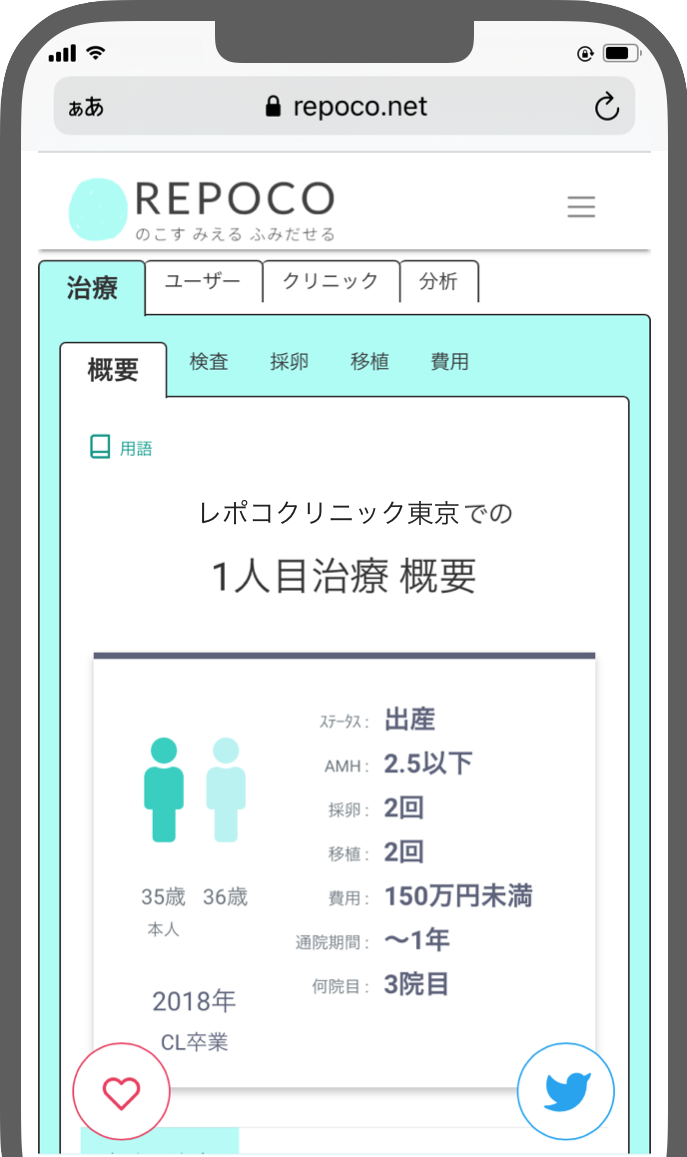 ぁあ repoco.net
REPOCO
のこす みえる ふみだせる
治療 ユーザー クリニック 分析
概要 検査 採卵 移植 費用
用語
レポコクリニック東京での
1人目治療 概要
ｽﾃｰﾀｽ : 出産
AMH : 2.5以下
採卵 : 2回
移植 : 2回
費用 : 150万円未満
通院期間 : 〜1年
何院目 : 3院目
35歳 36歳
本人
2018年
CL卒業